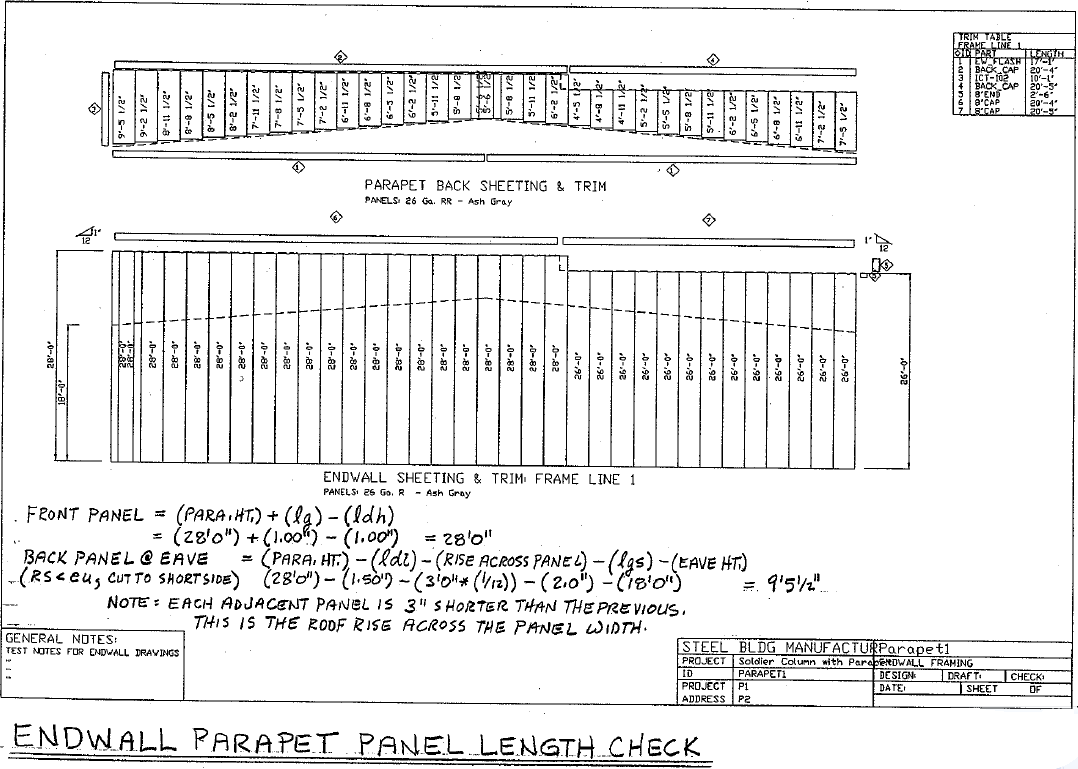 TRIM TABLE
FRAME LINE 1
◇ID PART LENGTH
1 EW_FLASH 17'-1"
2 BACK_CAP 20'-4"
3 ICT-102 10'-1"
4 BACK_CAP 20'-5"
5 8'END 2'-6"
6 8'CAP 20'-4"
7 8'CAP 20'-5"
2 4
3
9'-5 1/2" 9'-2 1/2" 8'-11 1/2" 8'-8 1/2" 8'-5 1/2" 8'-2 1/2" 7'-11 1/2" 7'-8 1/2" 7'-5 1/2" 7'-2 1/2" 6'-11 1/2" 6'-8 1/2" 6'-5 1/2" 6'-2 1/2" 5'-11 1/2" 5'-8 1/2" 5'-8 1/2" 5'-11 1/2" 6'-2 1/2" 4'-5 1/2" 4'-8 1/2" 4'-11 1/2" 5'-2 1/2" 5'-5 1/2" 5'-8 1/2" 5'-11 1/2" 6'-2 1/2" 6'-5 1/2" 6'-8 1/2" 6'-11 1/2" 7'-2 1/2" 7'-5 1/2"
1 1
PARAPET BACK SHEETING & TRIM
PANELS: 26 Ga. RR - Ash Gray
6 7
1" 12 1" 12
5
28'-0" 18'-0" 28'-0" 28'-0" 28'-0" 28'-0" 28'-0" 28'-0" 28'-0" 28'-0" 28'-0" 28'-0" 28'-0" 28'-0" 28'-0" 28'-0" 28'-0" 28'-0" 28'-0" 28'-0" 28'-0" 28'-0" 28'-0" 26'-0" 26'-0" 26'-0" 26'-0" 26'-0" 26'-0" 26'-0" 26'-0" 26'-0" 26'-0" 26'-0" 26'-0" 26'-0" 26'-0"
ENDWALL SHEETING & TRIM: FRAME LINE 1
PANELS: 26 Ga. R - Ash Gray
FRONT PANEL = (PARA. HT.) + (lg) - (ldh)
= (28'0") + (1.00") - (1.00") = 28'0"
BACK PANEL @ EAVE = (PARA. HT.) - (ldi) - (RISE ACROSS PANEL) - (lgs) - (EAVE HT.)
(RS<eu, CUT TO SHORT SIDE) (28'0") - (1.50") - (3'0"*(1/12)) - (2.0") - (18'0") = 9'5 1/2"
NOTE: EACH ADJACENT PANEL IS 3" SHORTER THAN THE PREVIOUS.
THIS IS THE ROOF RISE ACROSS THE PANEL WIDTH.
GENERAL NOTES:
TEST NOTES FOR ENDWALL DRAWINGS
STEEL BLDG MANUFACTUR Parapet1
PROJECT Soldier Column with Parap ENDWALL FRAMING
ID PARAPET1 DESIGN: DRAFT: CHECK:
PROJECT P1 DATE: SHEET OF
ADDRESS P2
ENDWALL PARAPET PANEL LENGTH CHECK